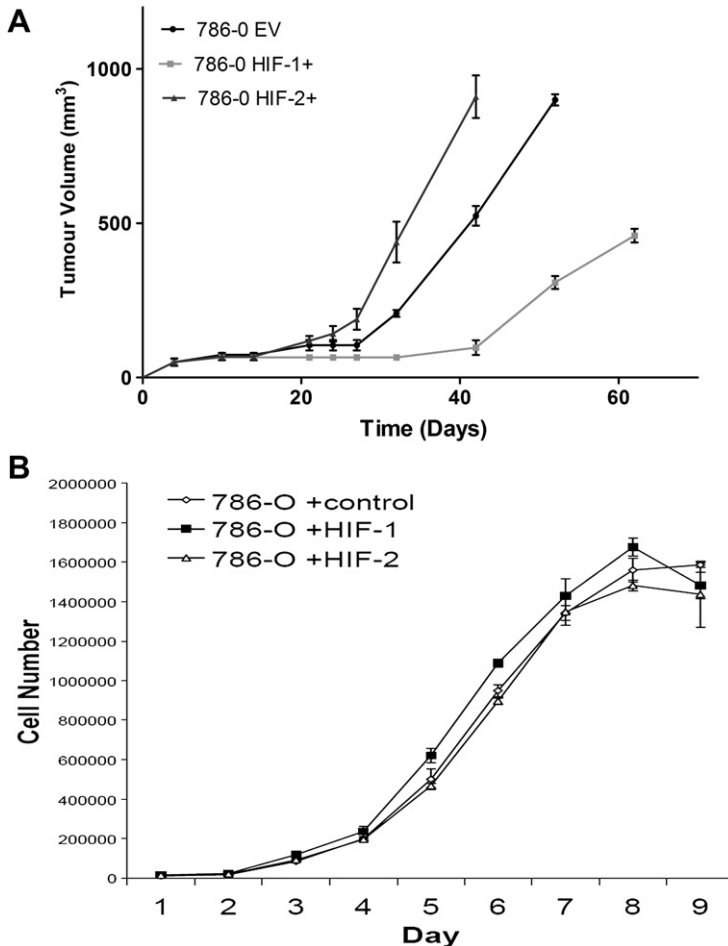 A
786-0 EV
786-0 HIF-1+
786-0 HIF-2+
1000
500
0
Tumour Volume (mm³)
0
20
40
60
Time (Days)
B
786-O +control
786-O +HIF-1
786-O +HIF-2
2000000
1800000
1600000
1400000
1200000
1000000
800000
600000
400000
200000
0
Cell Number
1 2 3 4 5 6 7 8 9
Day